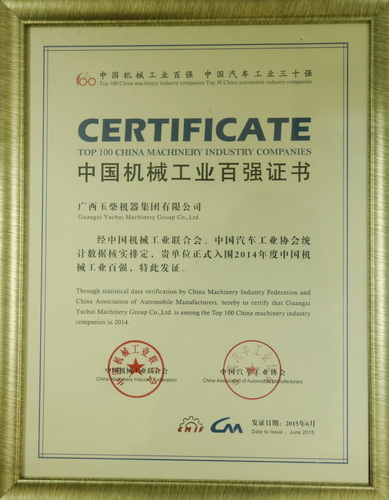 100 中国机械工业百强 中国汽车工业三十强
Top 100 China machinery industry companies Top 30 China automobile industry companies
CERTIFICATE
TOP 100 CHINA MACHINERY INDUSTRY COMPANIES
中国机械工业百强证书
广西玉柴机器集团有限公司
Guangxi Yuchai Machinery Group Co.,Ltd.
经中国机械工业联合会、中国汽车工业协会统
计数据核实排定，贵单位正式入围2014年度中国机
械工业百强，特此发证。
Through statistical data verification by China Machinery Industry Federation and
China Association of Automobile Manufacturers, hereby to certify that Guangxi
Yuchai Machinery Group Co.,Ltd. is among the Top 100 China machinery industry
companies in 2014.
中国机械工业联合会
China Machinery Industry Federation
中国汽车工业协会
China Association of Automobile Manufacturers
CMIF
发证日期：2015年6月
Date to Issue：June 2015